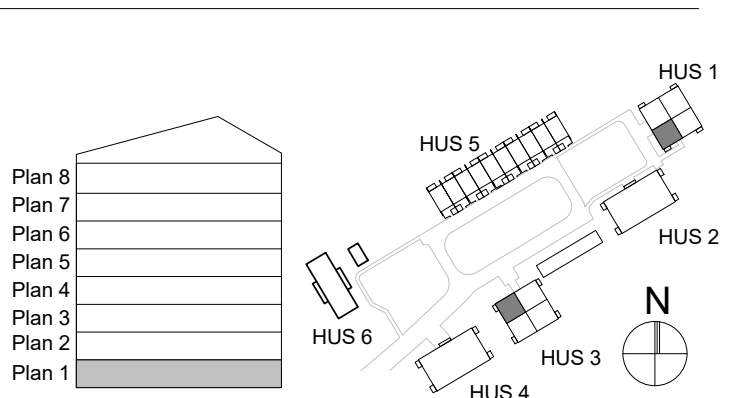 Plan 8
Plan 7
Plan 6
Plan 5
Plan 4
Plan 3
Plan 2
Plan 1
HUS 1
HUS 5
HUS 2
HUS 6
N
HUS 3
HUS 4